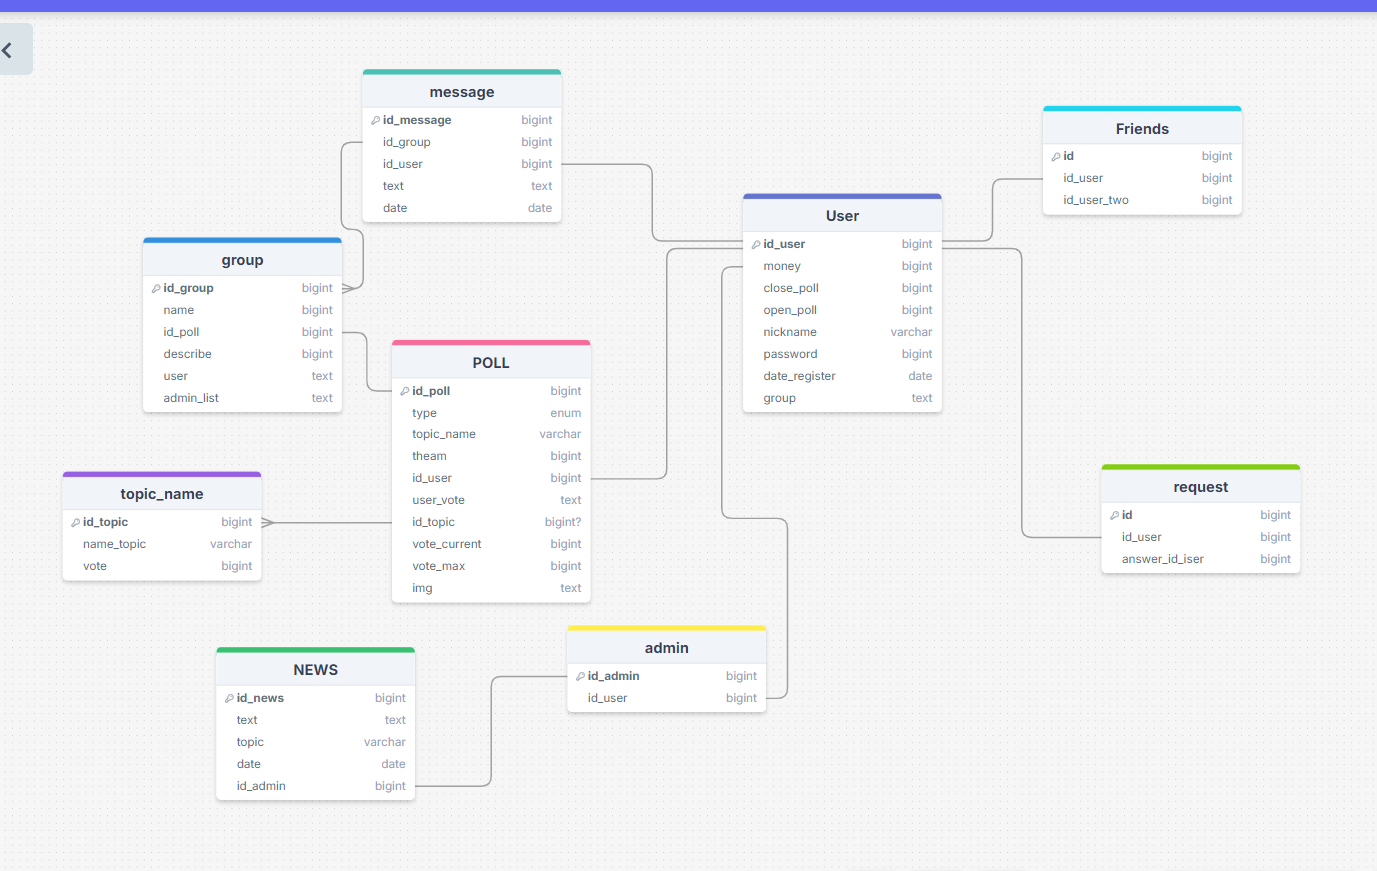 message
id_message bigint
id_group bigint
id_user bigint
text text
date date
Friends
id bigint
id_user bigint
id_user_two bigint
User
id_user bigint
money bigint
close_poll bigint
open_poll bigint
nickname varchar
password bigint
date_register date
group text
group
id_group bigint
name bigint
id_poll bigint
describe bigint
user text
admin_list text
POLL
id_poll bigint
type enum
topic_name varchar
theam bigint
id_user bigint
user_vote text
id_topic bigint?
vote_current bigint
vote_max bigint
img text
topic_name
id_topic bigint
name_topic varchar
vote bigint
request
id bigint
id_user bigint
answer_id_iser bigint
admin
id_admin bigint
id_user bigint
NEWS
id_news bigint
text text
topic varchar
date date
id_admin bigint